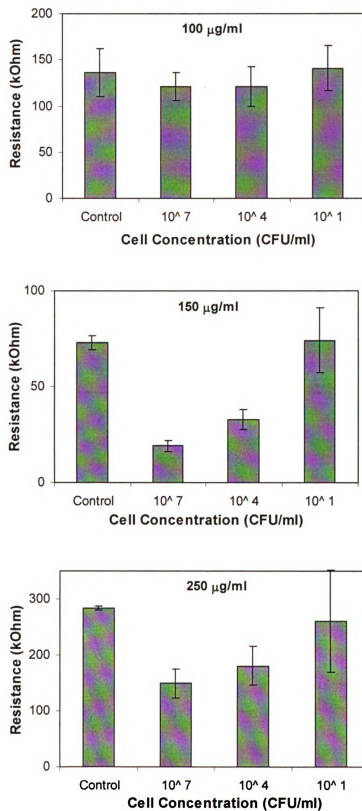 100 µg/ml
200
150
100
50
0
Resistance (kOhm)
Control 10^ 7 10^ 4 10^ 1
Cell Concentration (CFU/ml)
150 µg/ml
100
50
0
Resistance (kOhm)
Control 10^ 7 10^ 4 10^ 1
Cell Concentration (CFU/ml)
250 µg/ml
300
200
100
0
Resistance (kOhm)
Control 10^ 7 10^ 4 10^ 1
Cell Concentration (CFU/ml)